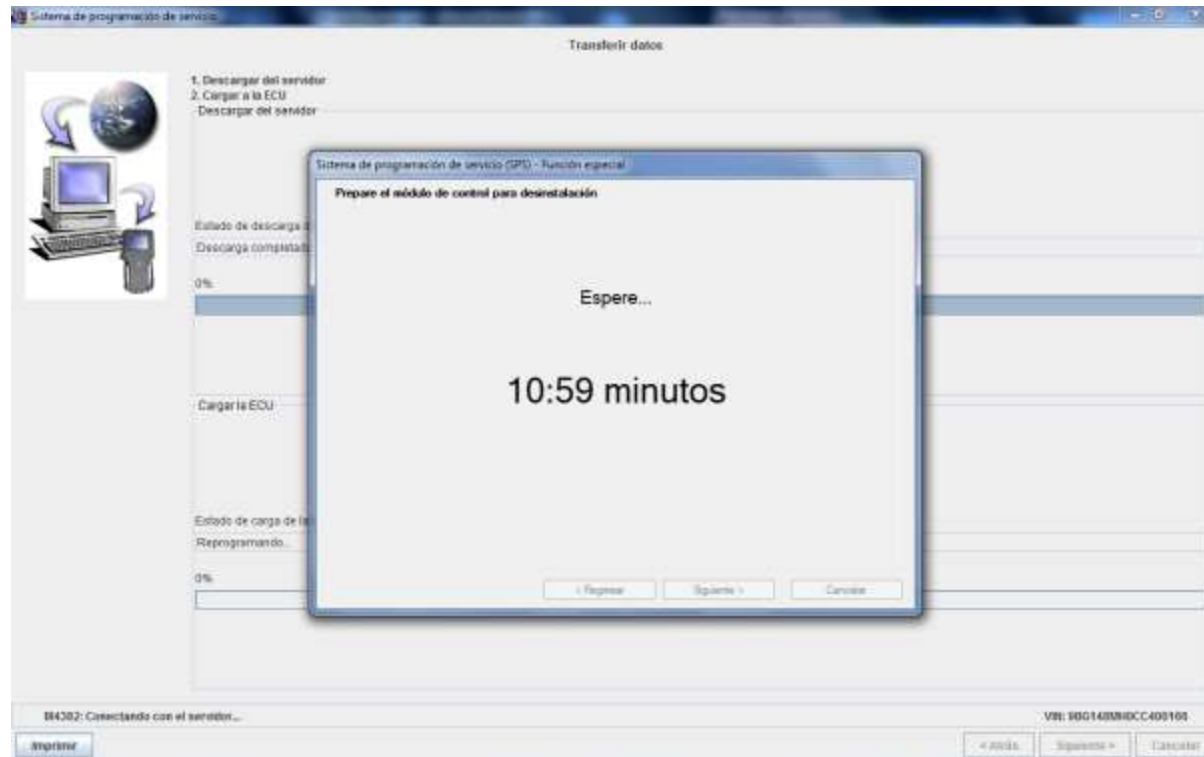 Sistema de programación de servicio
Transferir datos
1. Descargar del servidor
2. Cargar a la ECU
Descargar del servidor
Sistema de programación de servicio (SPS) - Función especial
Prepare el módulo de control para desinstalación
Estado de descarga
Descarga completada
0%
Espere...
10:59 minutos
Cargar la ECU
Estado de carga de la
Reprogramando..
0%
< Regresar
Siguiente >
Cancelar
Conectando con el servidor...
VIN:
Imprimir
< Atrás
Siguiente >
Cancelar